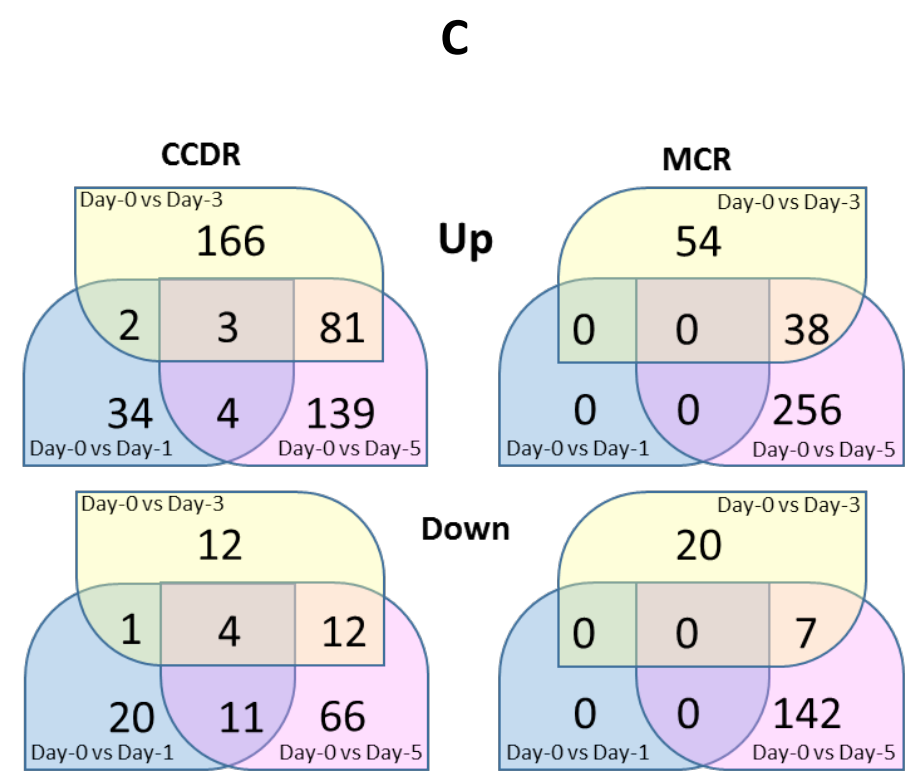 C
CCDR
MCR
Day-0 vs Day-3
166
2 3 81
34 4 139
Day-0 vs Day-1 Day-0 vs Day-5
Up
Day-0 vs Day-3
54
0 0 38
0 0 256
Day-0 vs Day-1 Day-0 vs Day-5
Day-0 vs Day-3
12
1 4 12
20 11 66
Day-0 vs Day-1 Day-0 vs Day-5
Down
Day-0 vs Day-3
20
0 0 7
0 0 142
Day-0 vs Day-1 Day-0 vs Day-5